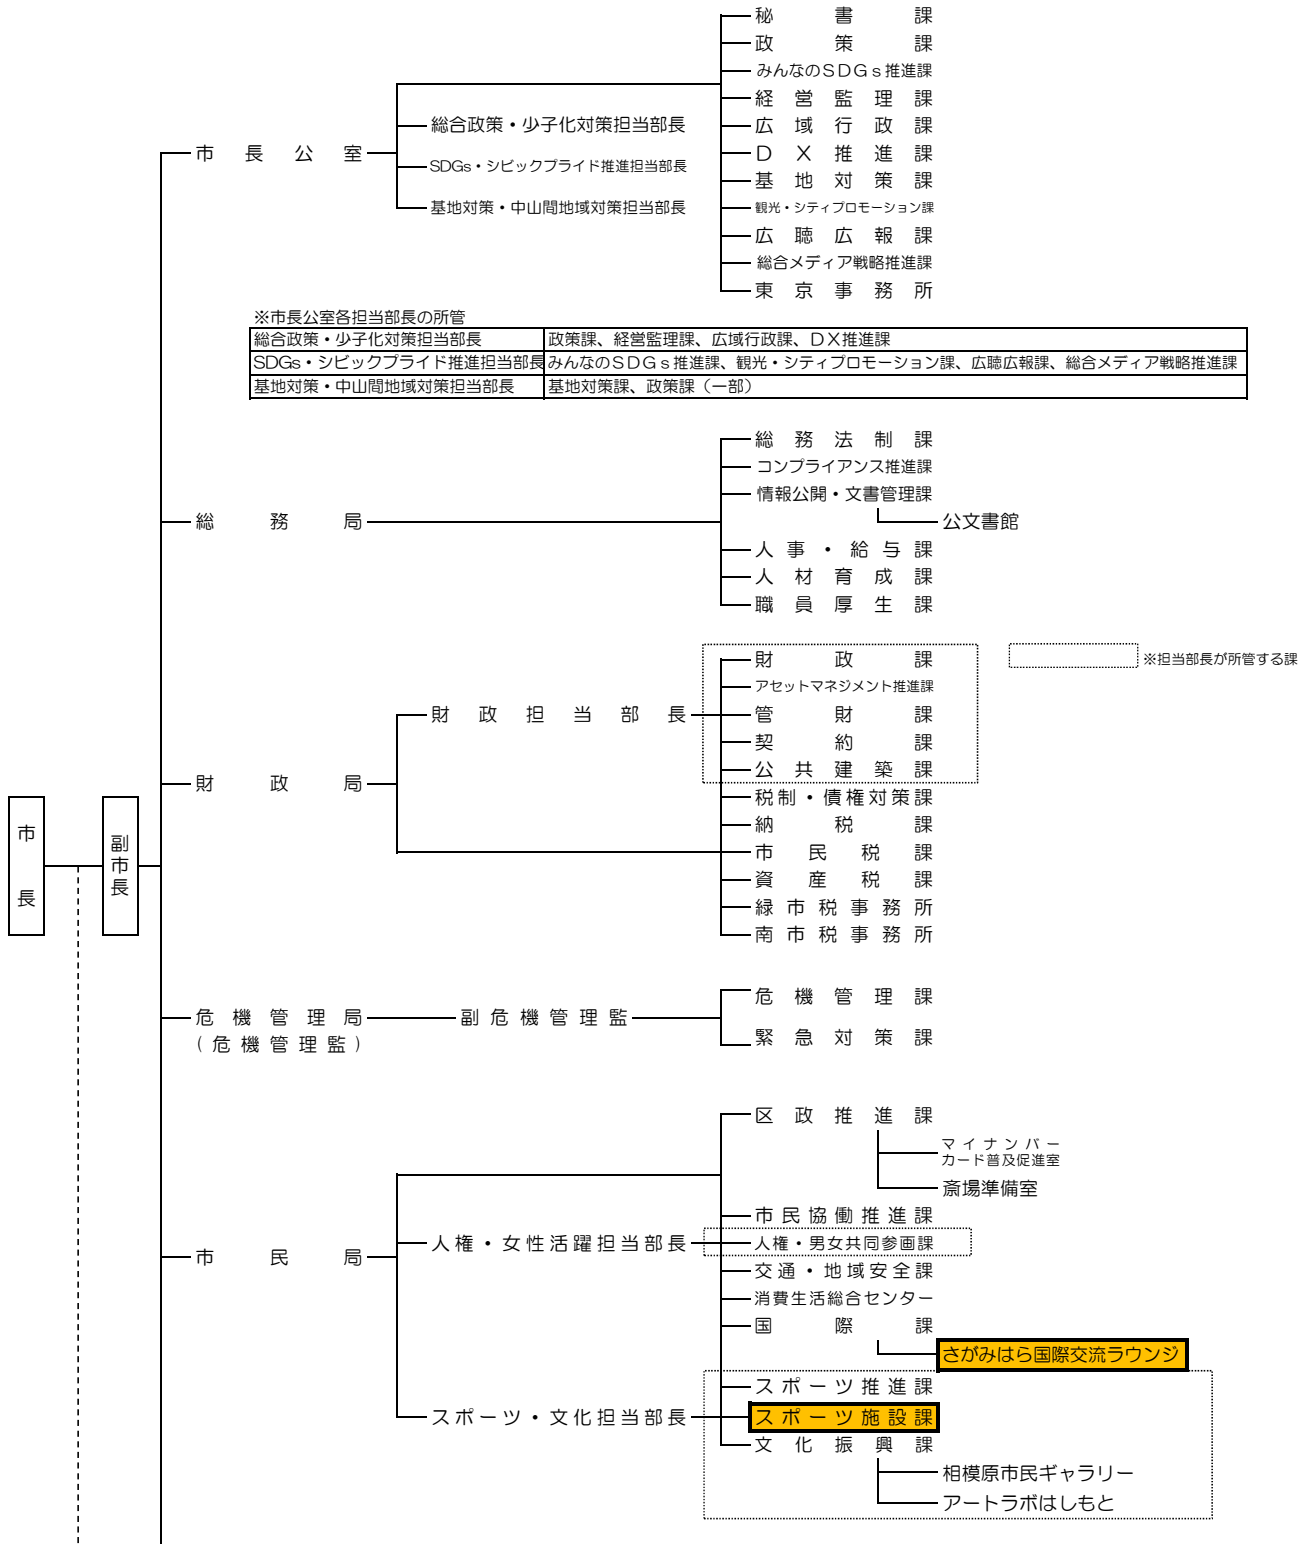 秘書課
政策課
みんなのSDGs推進課
経営監理課
総合政策・少子化対策担当部長
広域行政課
市長公室
DX推進課
SDGs・シビックプライド推進担当部長
基地対策課
基地対策・中山間地域対策担当部長
観光・シティプロモーション課
広聴広報課
総合メディア戦略推進課
東京事務所
※市長公室各担当部長の所管
総合政策・少子化対策担当部長 政策課、経営監理課、広域行政課、DX推進課
SDGs・シビックプライド推進担当部長 みんなのSDGs推進課、観光・シティプロモーション課、広聴広報課、総合メディア戦略推進課
基地対策・中山間地域対策担当部長 基地対策課、政策課（一部）
総務法制課
コンプライアンス推進課
情報公開・文書管理課
総務局
公文書館
人事・給与課
人材育成課
職員厚生課
財政課
※担当部長が所管する課
アセットマネジメント推進課
財政担当部長
管財課
契約課
公共建築課
財政局
税制・債権対策課
納税課
市民税課
資産税課
緑市税事務所
南市税事務所
市長
副市長
危機管理局
(危機管理監)
副危機管理監
危機管理課
緊急対策課
区政推進課
マイナンバー
カード普及促進室
斎場準備室
市民協働推進課
人権・女性活躍担当部長
人権・男女共同参画課
市民局
交通・地域安全課
消費生活総合センター
国際課
さがみはら国際交流ラウンジ
スポーツ推進課
スポーツ・文化担当部長
スポーツ施設課
文化振興課
相模原市民ギャラリー
アートラボはしもと